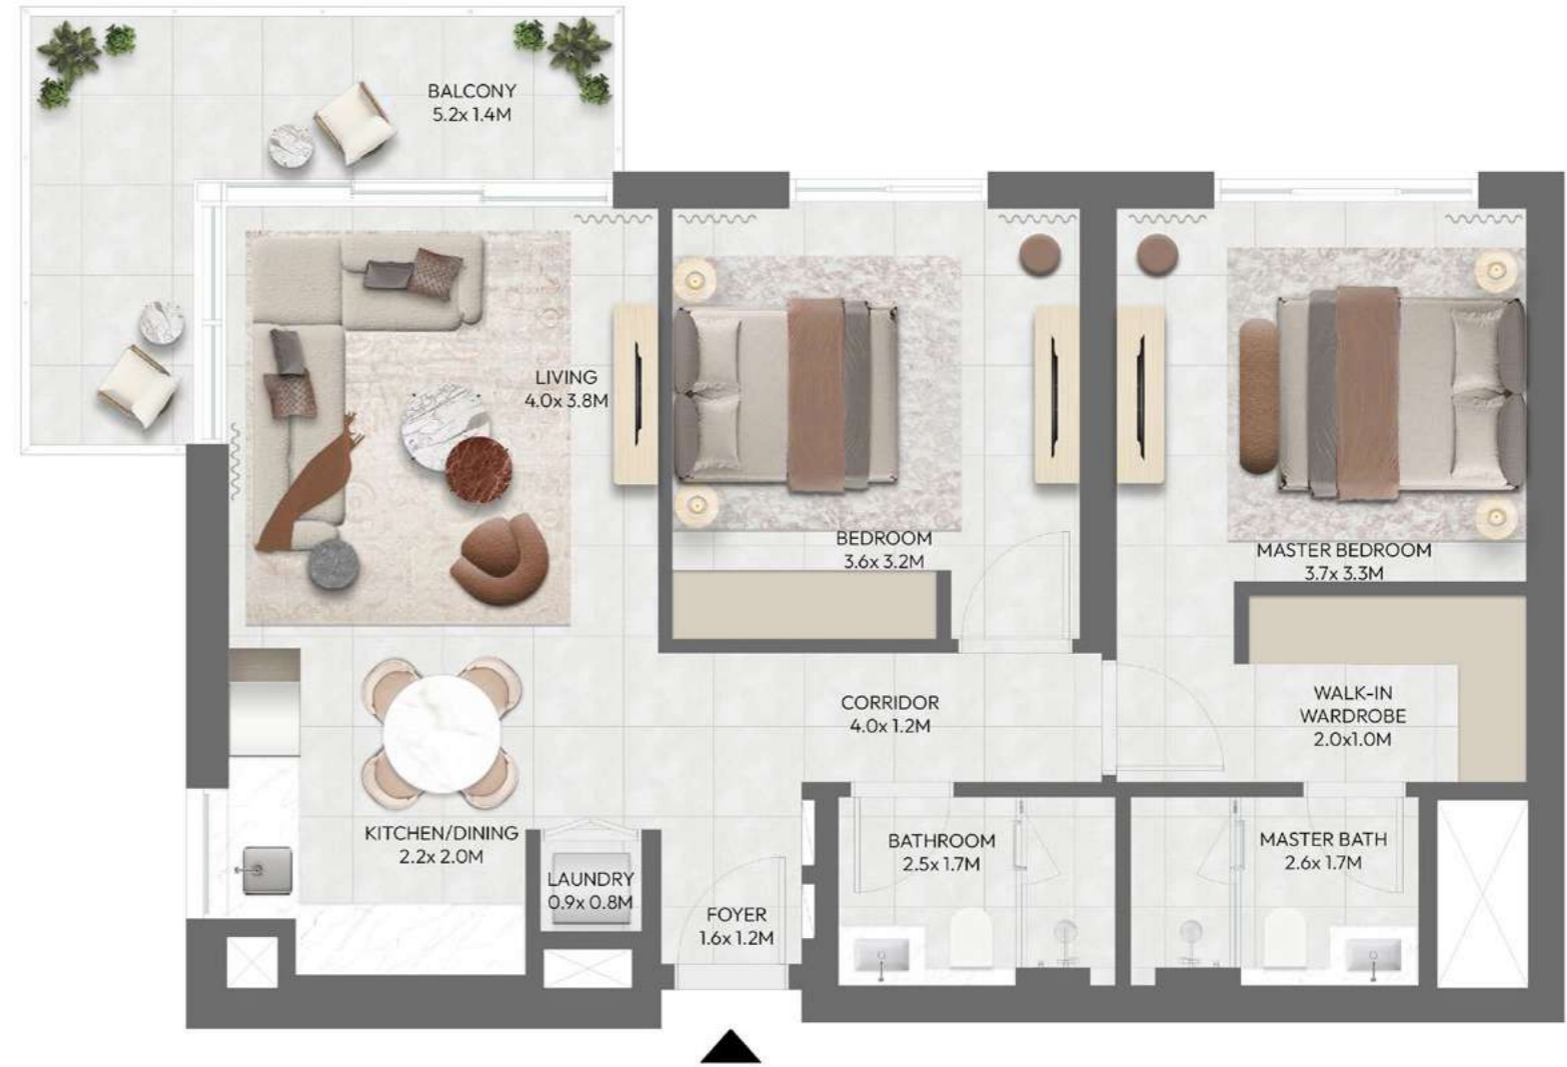 BALCONY
5.2x 1.4M
LIVING
4.0x 3.8M
BEDROOM
3.6x 3.2M
MASTER BEDROOM
3.7x 3.3M
CORRIDOR
4.0x 1.2M
WALK-IN
WARDROBE
2.0x1.0M
KITCHEN/DINING
2.2x 2.0M
LAUNDRY
0.9x 0.8M
FOYER
1.6x 1.2M
BATHROOM
2.5x 1.7M
MASTER BATH
2.6x 1.7M